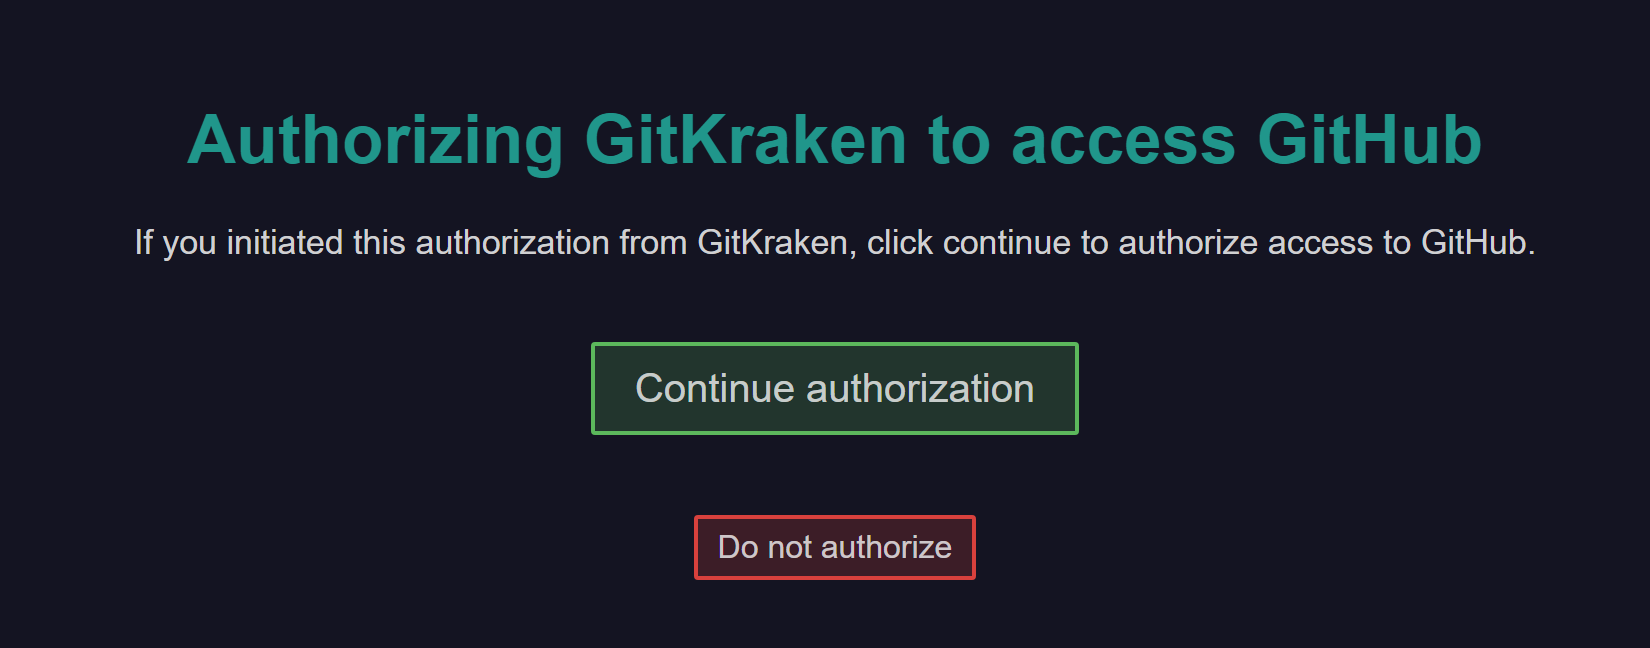 Authorizing GitKraken to access GitHub
If you initiated this authorization from GitKraken, click continue to authorize access to GitHub.
Continue authorization
Do not authorize